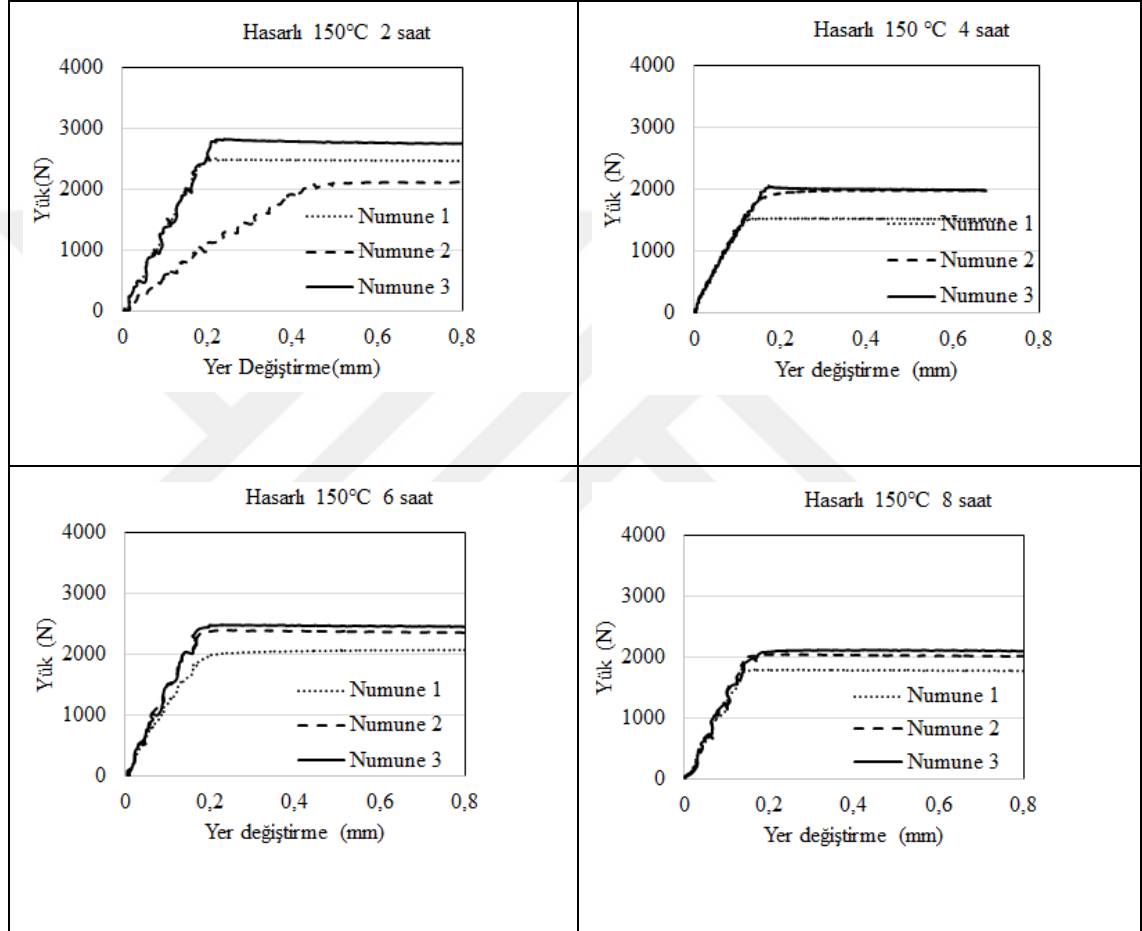 Hasarlı 150°C 2 saat
4000
3000
2000
1000
0
Yük(N)
Numune 1
Numune 2
Numune 3
0 0,2 0,4 0,6 0,8
Yer Değiştirme(mm)
Hasarlı 150 °C 4 saat
4000
3000
2000
1000
0
Yük (N)
Numune 1
Numune 2
Numune 3
0 0,2 0,4 0,6 0,8
Yer değiştirme (mm)
Hasarlı 150°C 6 saat
4000
3000
2000
1000
0
Yük (N)
Numune 1
Numune 2
Numune 3
0 0,2 0,4 0,6 0,8
Yer değiştirme (mm)
Hasarlı 150°C 8 saat
4000
3000
2000
1000
0
Yük (N)
Numune 1
Numune 2
Numune 3
0 0,2 0,4 0,6 0,8
Yer değiştirme (mm)